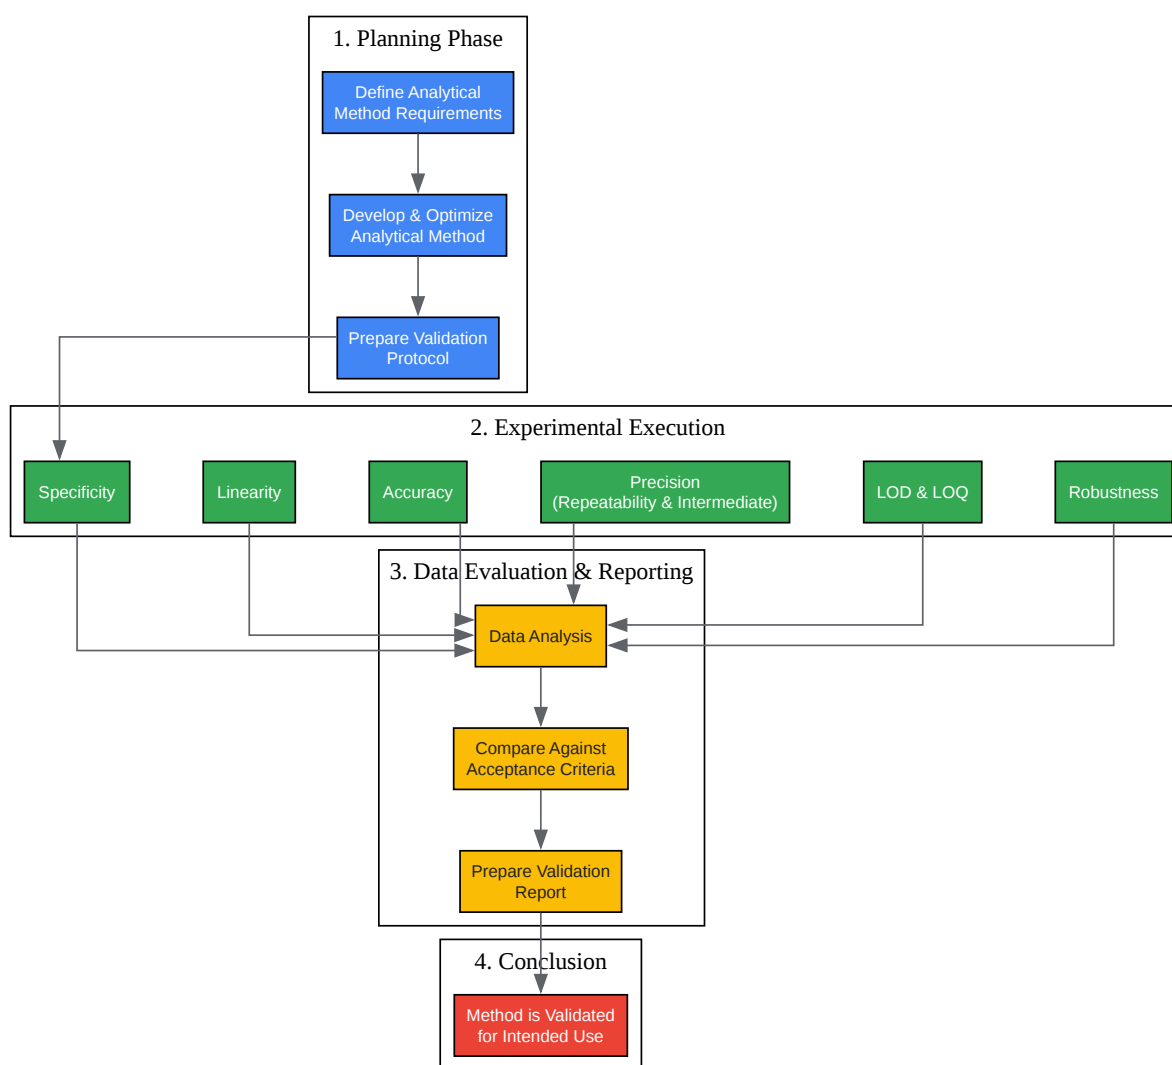 1. Planning Phase
Define Analytical
Method Requirements
Develop & Optimize
Analytical Method
Prepare Validation
Protocol
2. Experimental Execution
Specificity
Linearity
Accuracy
Precision
(Repeatability & Intermediate)
LOD & LOQ
Robustness
3. Data Evaluation & Reporting
Data Analysis
Compare Against
Acceptance Criteria
Prepare Validation
Report
4. Conclusion
Method is Validated
for Intended Use